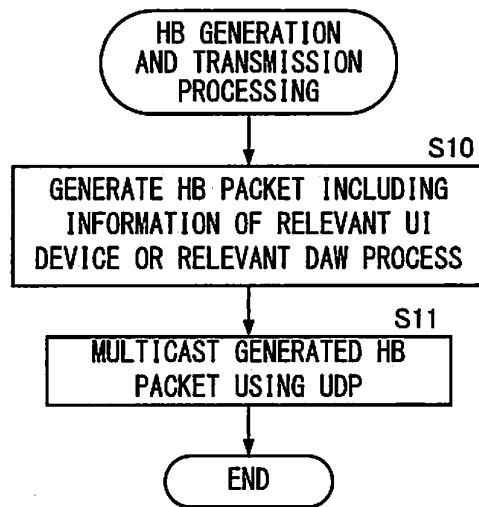 HB GENERATION
AND TRANSMISSION
PROCESSING
S10
GENERATE HB PACKET INCLUDING
INFORMATION OF RELEVANT UI
DEVICE OR RELEVANT DAW PROCESS
S11
MULTICAST GENERATED HB
PACKET USING UDP
END